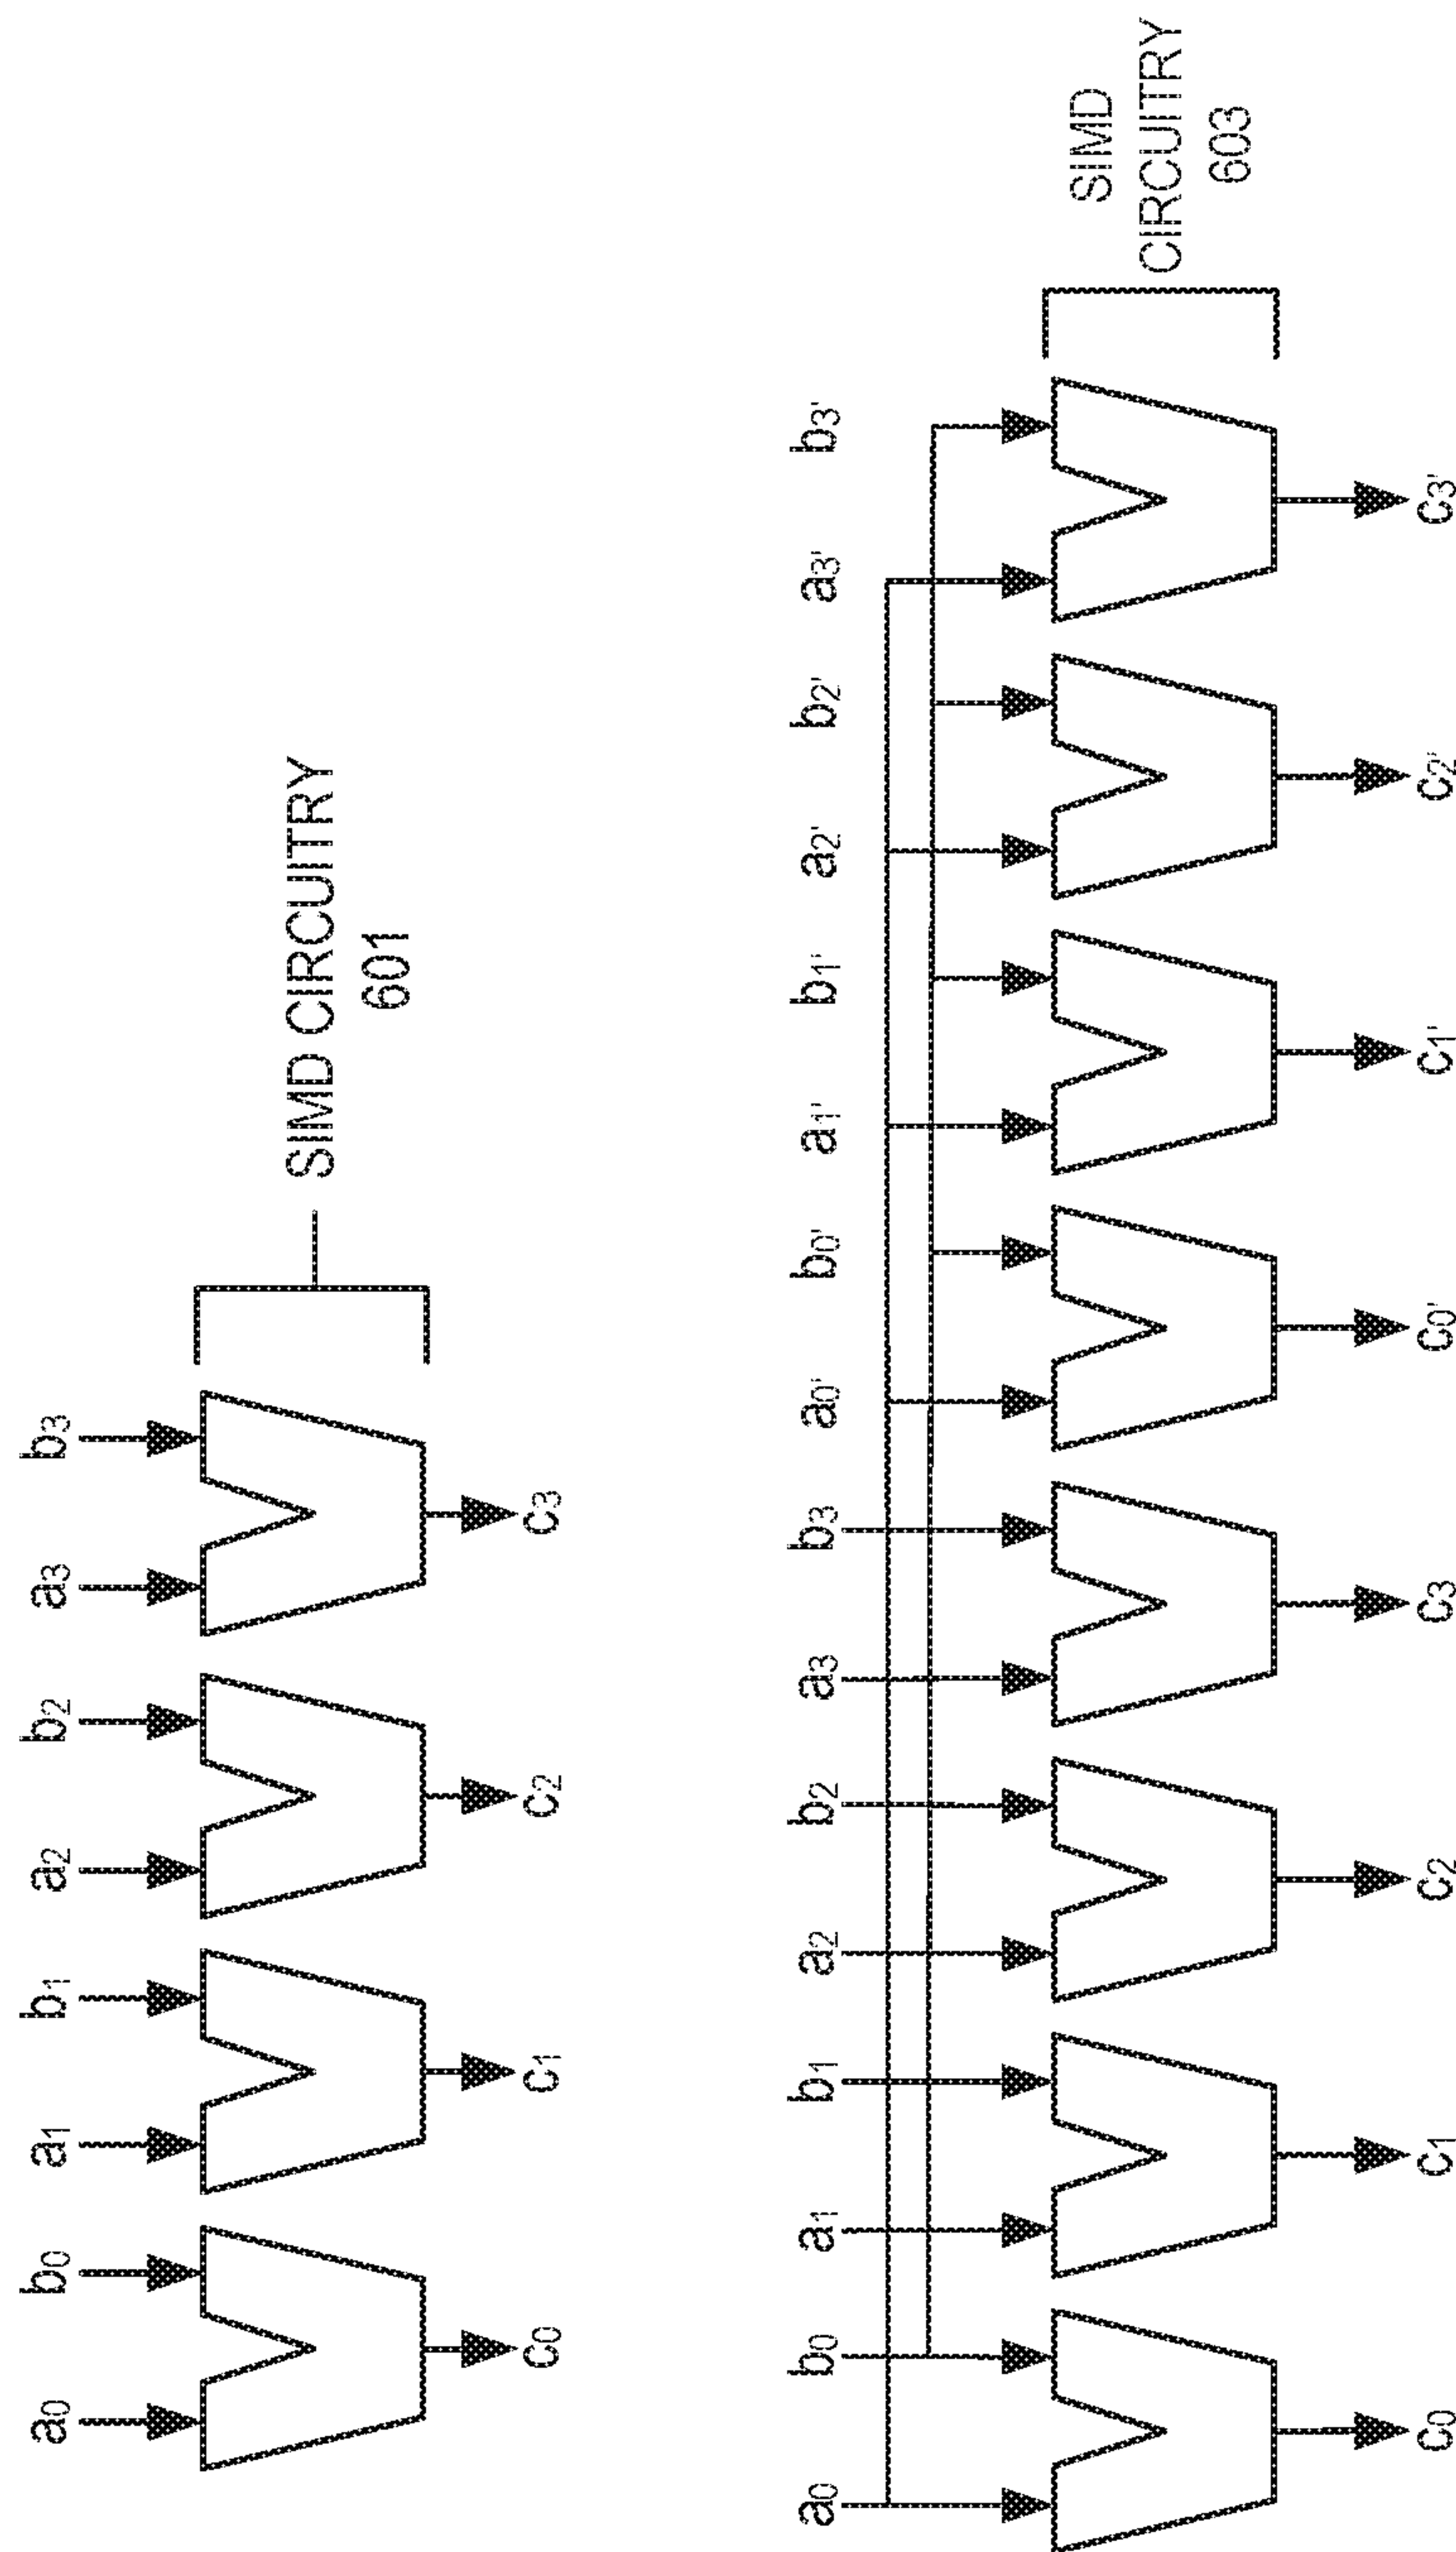 a0 b0 a1 b1 a2 b2 a3 b3
SIMD CIRCUITRY
601
c0 c1 c2 c3
a0 b0 a1 b1 a2 b2 a3 b3 a0' b0' a1' b1' a2' b2' a3' b3'
SIMD
CIRCUITRY
603
c0 c1 c2 c3 c0' c1' c2' c3'